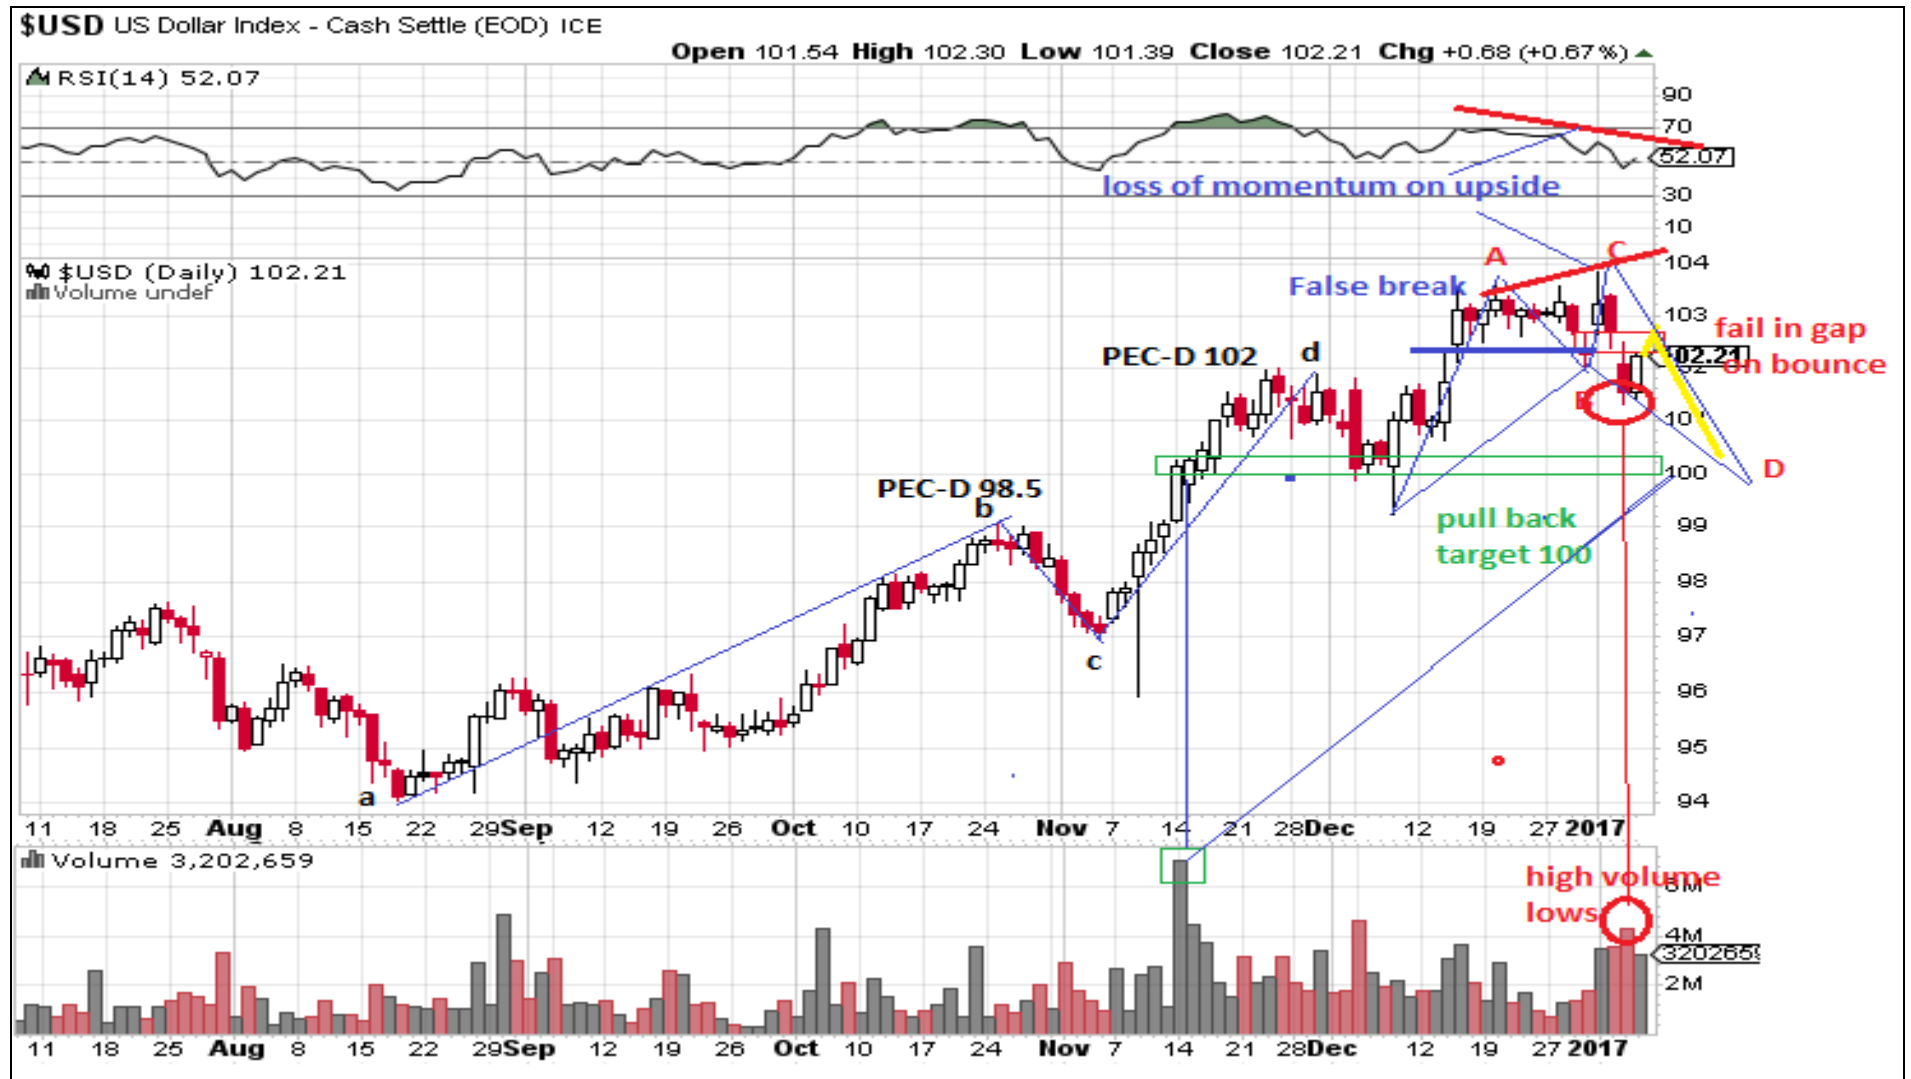 $USD US Dollar Index - Cash Settle (EOD) ICE
Open 101.54 High 102.30 Low 101.39 Close 102.21 Chg +0.68 (+0.67%)
RSI(14) 52.07
90
70
52.07
30
10
loss of momentum on upside
$USD (Daily) 102.21
Volume undef
104
103
102.21
102
101
100
99
98
97
96
95
94
A
C
B
D
False break
fail in gap
on bounce
PEC-D 102
d
PEC-D 98.5
b
pull back
target 100
c
a
11 18 25 Aug 8 15 22 29 Sep 12 19 26 Oct 10 17 24 Nov 7 14 21 28 Dec 12 19 27 2017
Volume 3,202,659
high volume
lows
6M
4M
3202659
2M
11 18 25 Aug 8 15 22 29 Sep 12 19 26 Oct 10 17 24 Nov 7 14 21 28 Dec 12 19 27 2017